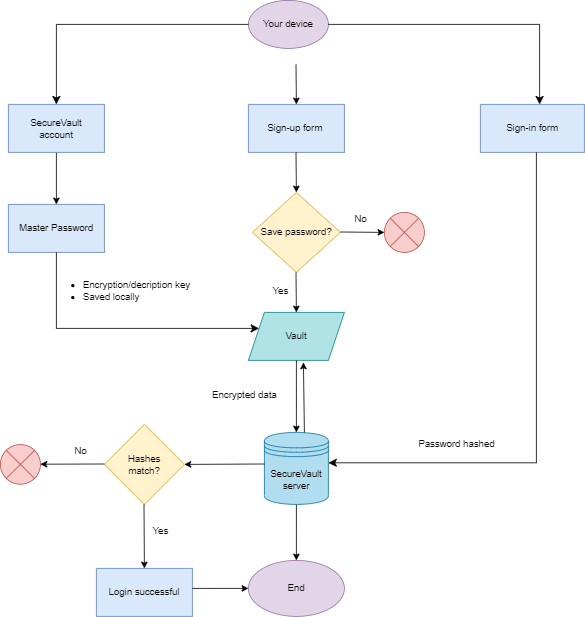 Your device
SecureVault
account
Sign-up form
Sign-in form
Master Password
Save password?
No
• Encryption/decription key
• Saved locally
Yes
Vault
Encrypted data
Password hashed
No
Hashes
match?
SecureVault
server
Yes
Login successful
End